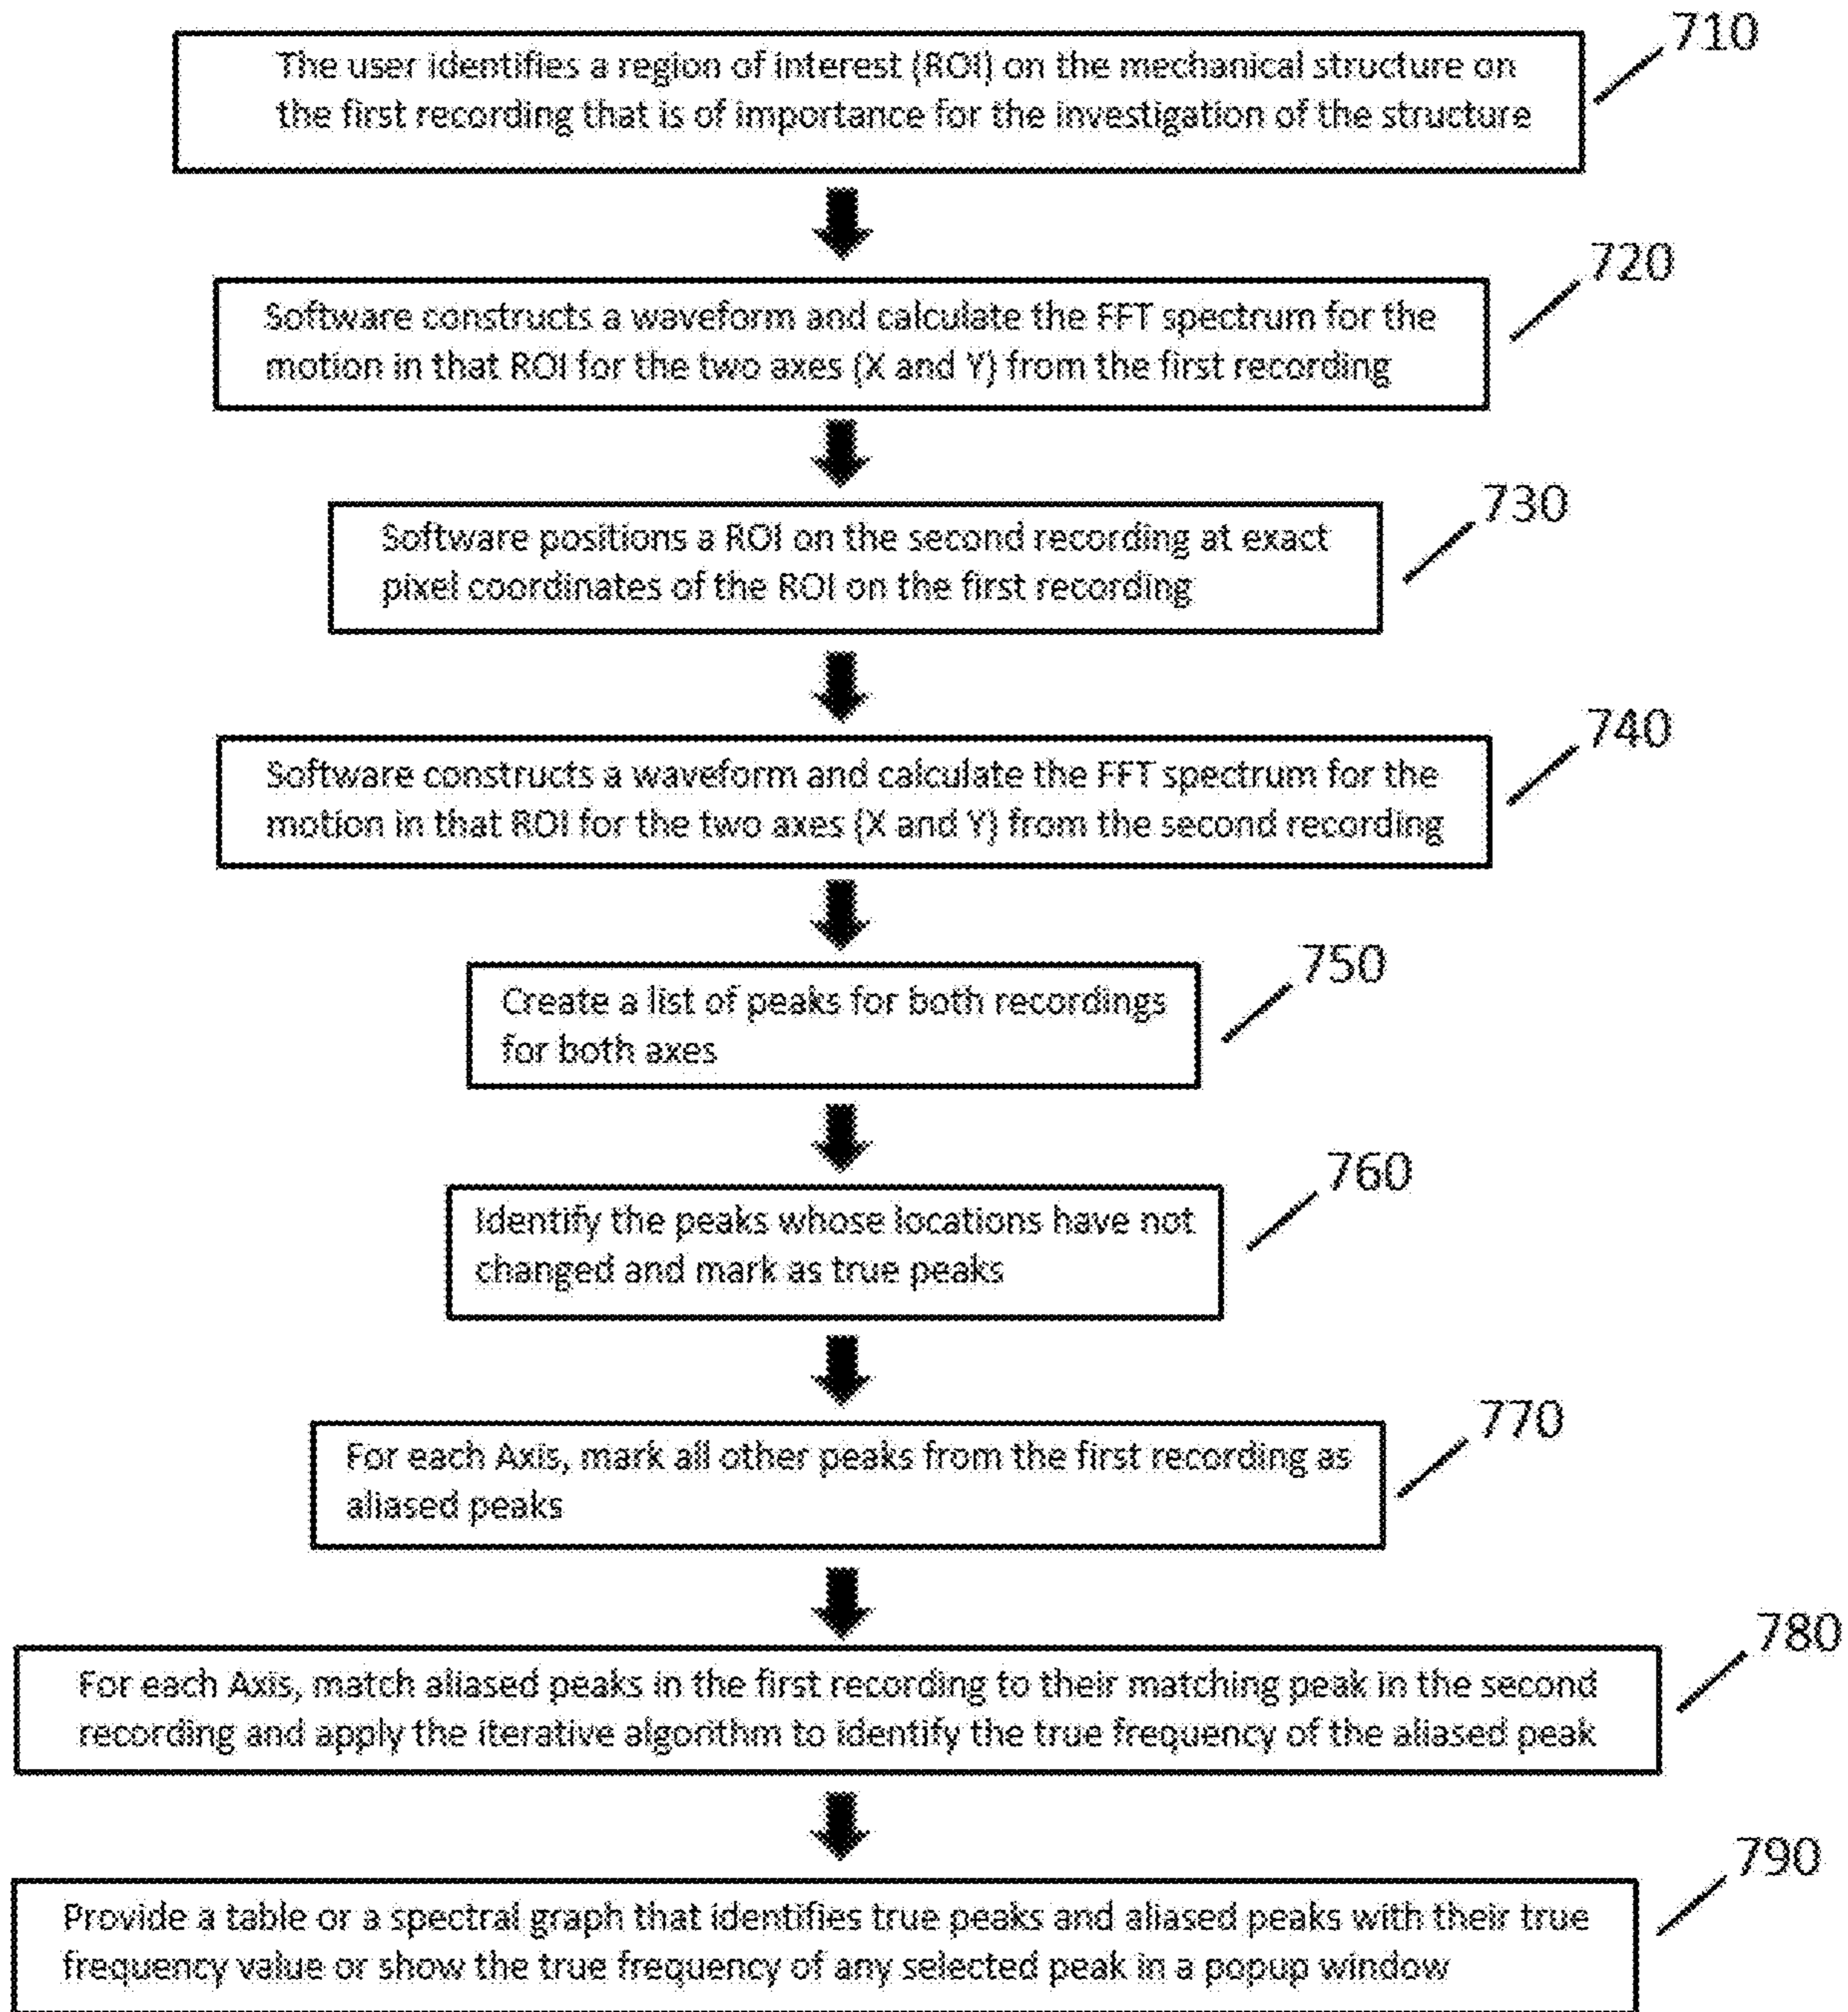 710
The user identifies a region of interest (ROI) on the mechanical structure on
the first recording that is of importance for the investigation of the structure
720
Software constructs a waveform and calculate the FFT spectrum for the
motion in that ROI for the two axes (X and Y) from the first recording
730
Software positions a ROI on the second recording at exact
pixel coordinates of the ROI on the first recording
740
Software constructs a waveform and calculate the FFT spectrum for the
motion in that ROI for the two axes (X and Y) from the second recording
750
Create a list of peaks for both recordings
for both axes
760
Identify the peaks whose locations have not
changed and mark as true peaks
770
For each Axis, mark all other peaks from the first recording as
aliased peaks
780
For each Axis, match aliased peaks in the first recording to their matching peak in the second
recording and apply the iterative algorithm to identify the true frequency of the aliased peak
790
Provide a table or a spectral graph that identifies true peaks and aliased peaks with their true
frequency value or show the true frequency of any selected peak in a popup window